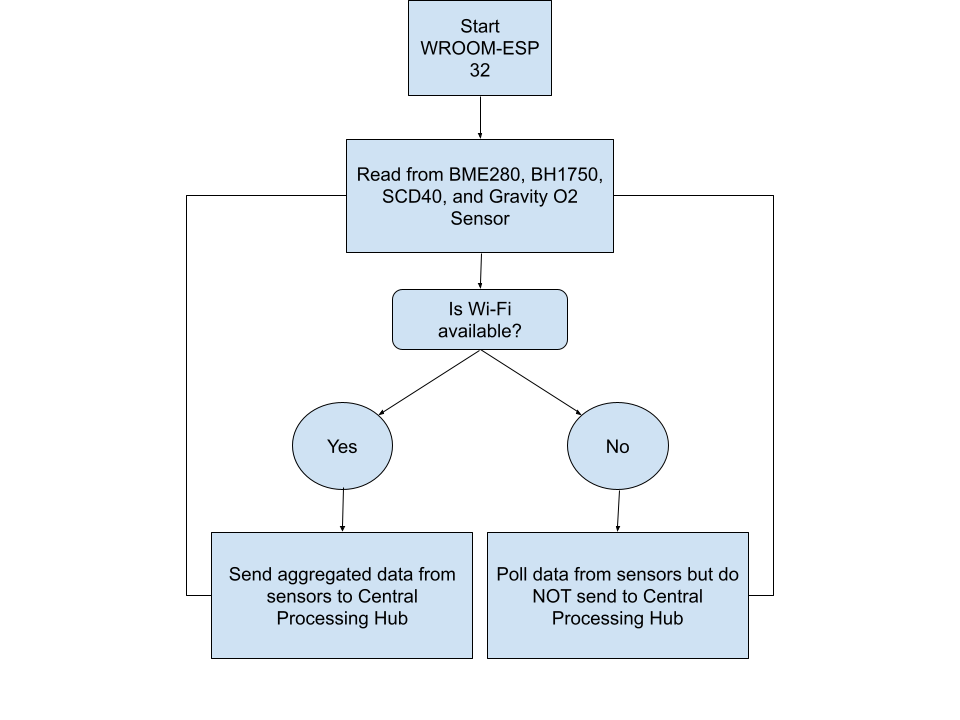 Start
WROOM-ESP
32
Read from BME280, BH1750,
SCD40, and Gravity O2
Sensor
Is Wi-Fi
available?
Yes
No
Send aggregated data from
sensors to Central
Processing Hub
Poll data from sensors but do
NOT send to Central
Processing Hub